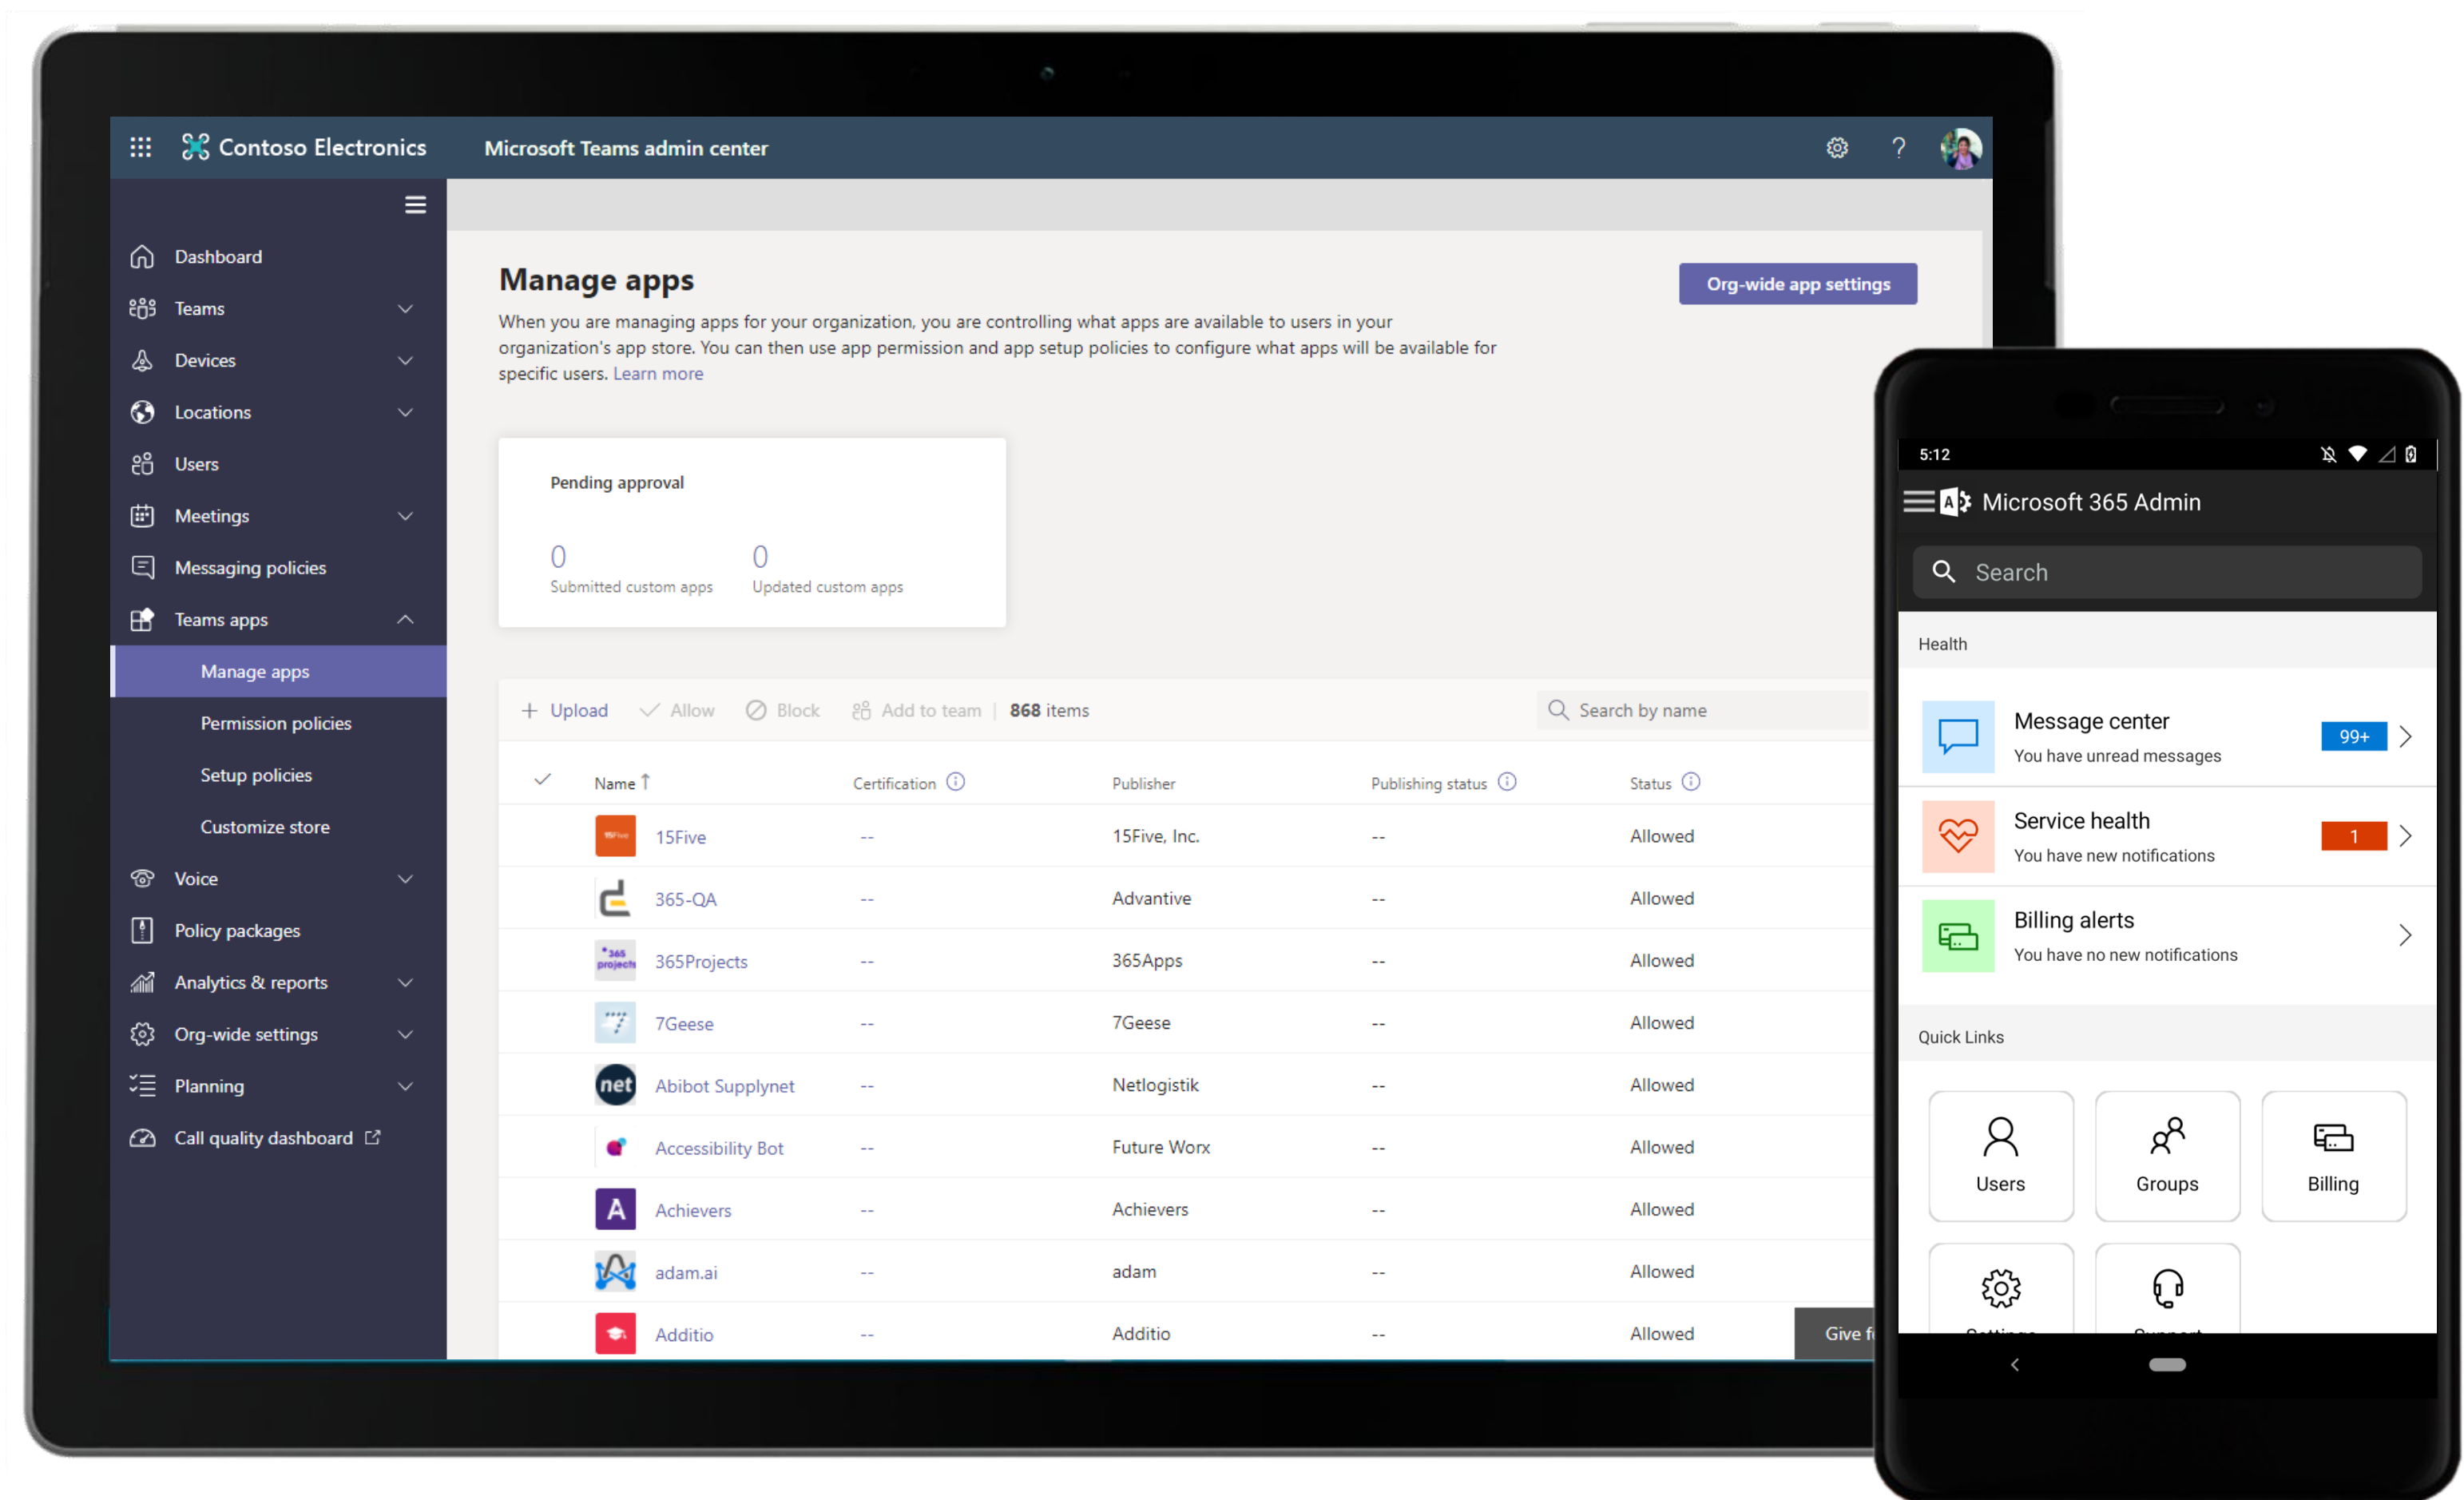 Contoso Electronics
Microsoft Teams admin center
?
Dashboard
Teams
Devices
Locations
Users
Meetings
Messaging policies
Teams apps
Manage apps
Permission policies
Setup policies
Customize store
Voice
Policy packages
Analytics & reports
Org-wide settings
Planning
Call quality dashboard
Manage apps
Org-wide app settings
When you are managing apps for your organization, you are controlling what apps are available to users in your
organization's app store. You can then use app permission and app setup policies to configure what apps will be available for
specific users. Learn more
Pending approval
0 0
Submitted custom apps Updated custom apps
+ Upload Allow Block Add to team | 868 items Search by name
Name ↑ Certification Publisher Publishing status Status
15Five 15Five -- 15Five, Inc. -- Allowed
365-QA -- Advantive -- Allowed
365 projects 365Projects -- 365Apps -- Allowed
7Geese -- 7Geese -- Allowed
net Abibot Supplynet -- Netlogistik -- Allowed
Accessibility Bot -- Future Worx -- Allowed
A Achievers -- Achievers -- Allowed
adam.ai -- adam -- Allowed
Additio -- Additio -- Allowed
Give
5:12
A Microsoft 365 Admin
Search
Health
Message center
You have unread messages
99+
Service health
You have new notifications
1
Billing alerts
You have no new notifications
Quick Links
Users Groups Billing